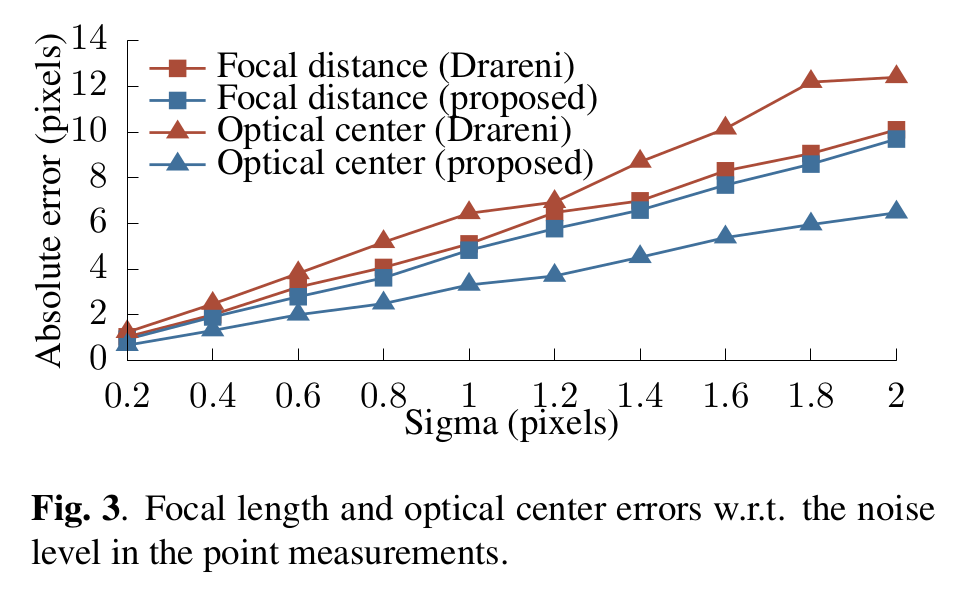 Absolute error (pixels)
14
12
10
8
6
4
2
0
Focal distance (Drareni)
Focal distance (proposed)
Optical center (Drareni)
Optical center (proposed)
0.2 0.4 0.6 0.8 1 1.2 1.4 1.6 1.8 2
Sigma (pixels)
Fig. 3. Focal length and optical center errors w.r.t. the noise
level in the point measurements.